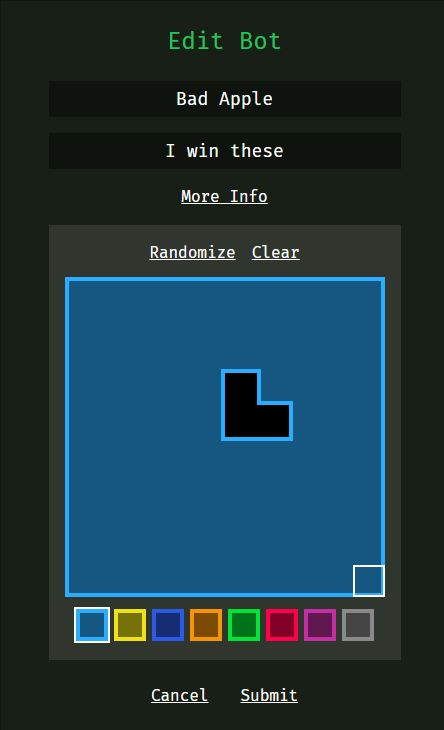 Edit Bot
Bad Apple
I win these
More Info
Randomize Clear
Cancel Submit